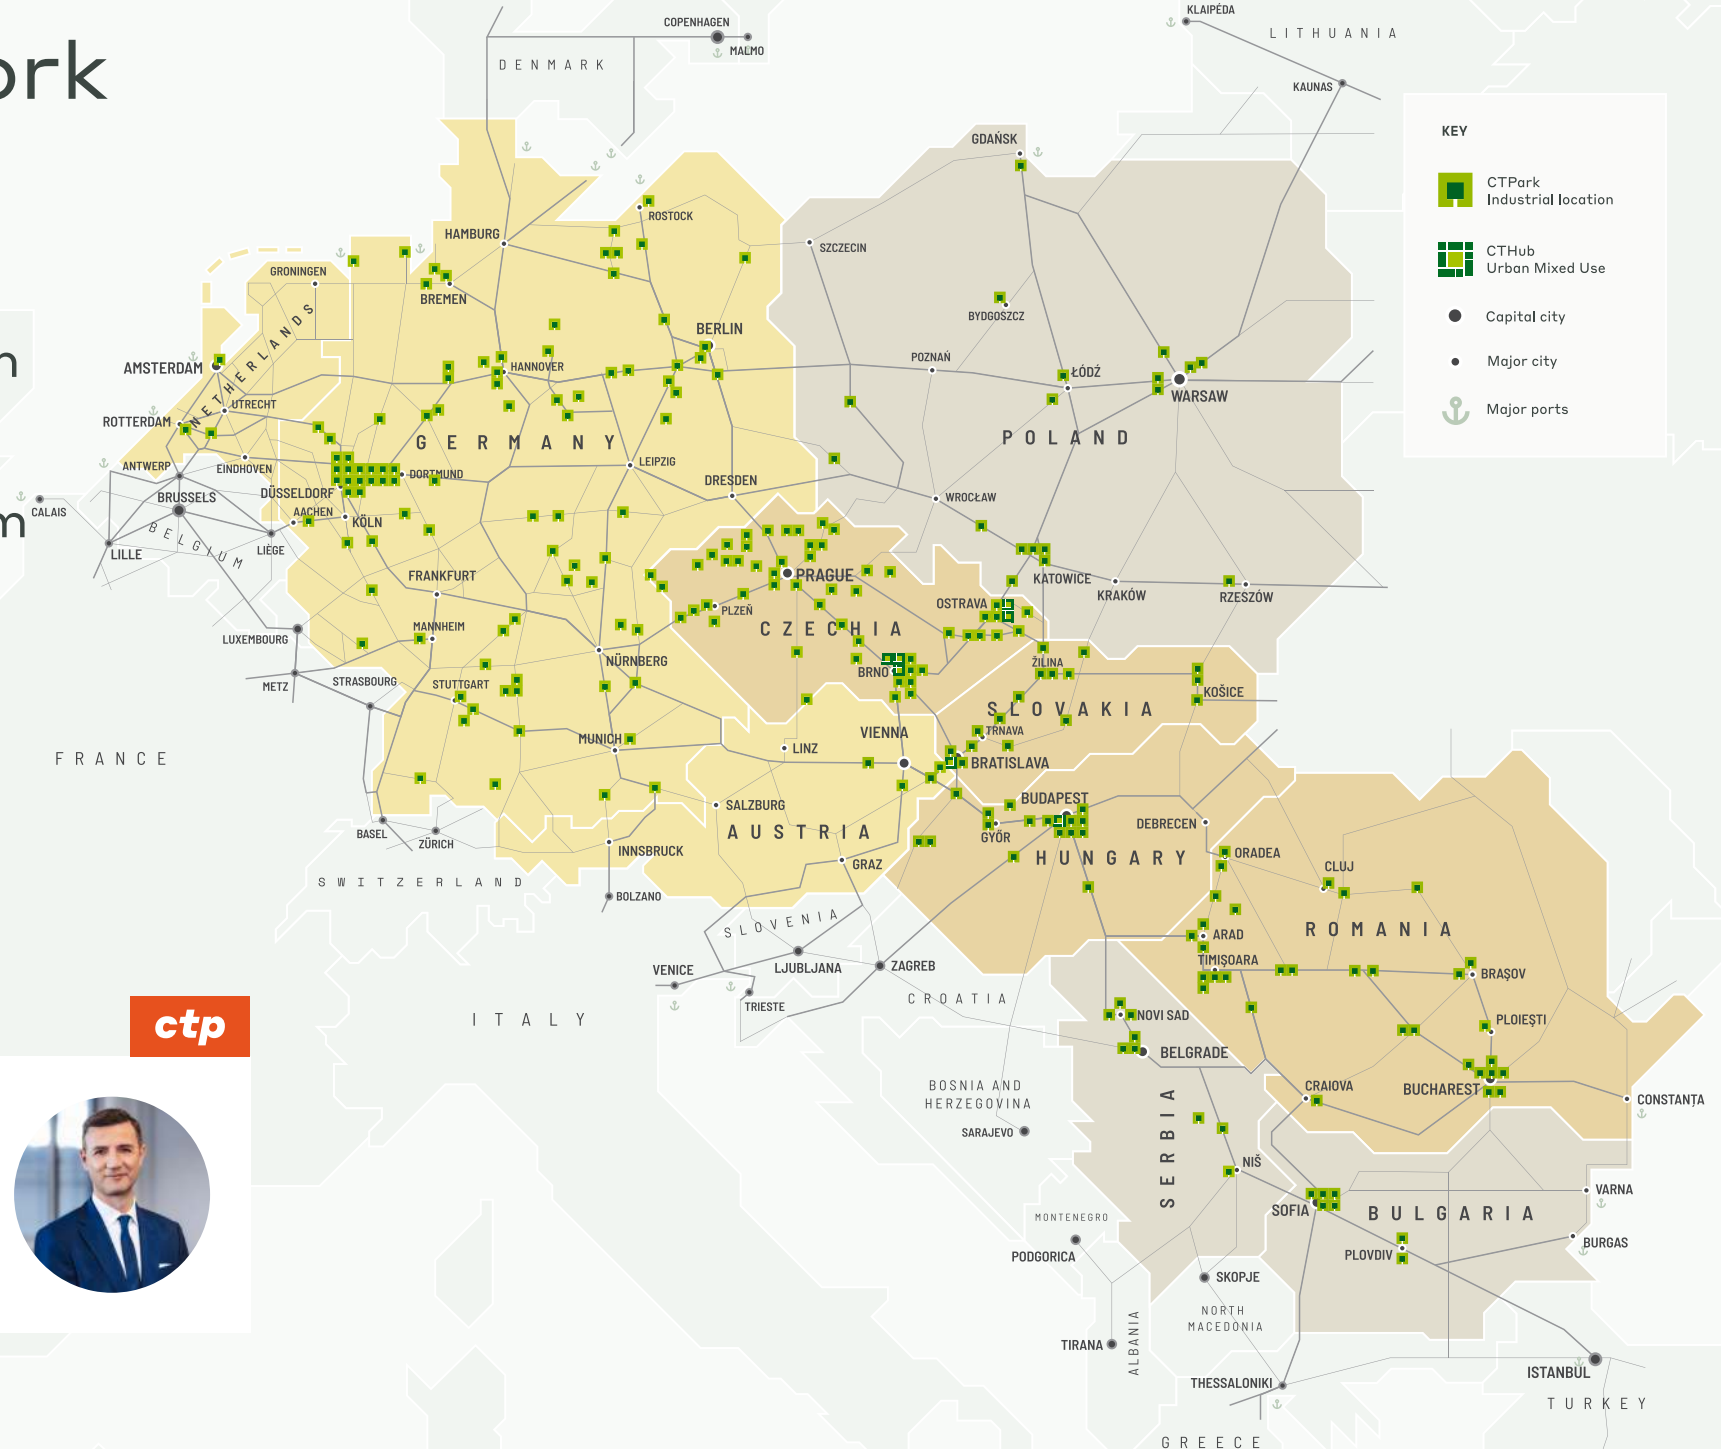 ork
n
m
KEY
CTPark
Industrial location
CTHub
Urban Mixed Use
Capital city
Major city
Major ports
COPENHAGEN
MALMO
DENMARK
KLAIPĖDA
LITHUANIA
KAUNAS
GDAŃSK
ROSTOCK
HAMBURG
SZCZECIN
GRONINGEN
BREMEN
BYDGOSZCZ
BERLIN
NETHERLANDS
AMSTERDAM
HANNOVER
POZNAŃ
ŁÓDŹ
WARSAW
UTRECHT
ROTTERDAM
GERMANY
POLAND
ANTWERP
EINDHOVEN
DORTMUND
LEIPZIG
DRESDEN
BRUSSELS
DÜSSELDORF
WROCŁAW
CALAIS
AACHEN
KÖLN
BELGIUM
LILLE
LIÈGE
FRANKFURT
PRAGUE
KATOWICE
KRAKÓW
RZESZÓW
OSTRAVA
PLZEŇ
MANNHEIM
CZECHIA
LUXEMBOURG
NÜRNBERG
ŽILINA
BRNO
METZ
STRASBOURG
STUTTGART
KOŠICE
SLOVAKIA
TRNAVA
VIENNA
MUNICH
LINZ
FRANCE
BRATISLAVA
SALZBURG
BUDAPEST
DEBRECEN
AUSTRIA
GYŐR
BASEL
ZÜRICH
INNSBRUCK
HUNGARY
ORADEA
GRAZ
CLUJ
SWITZERLAND
BOLZANO
SLOVENIA
ROMANIA
ARAD
TIMIȘOARA
VENICE
LJUBLJANA
ZAGREB
BRAȘOV
CROATIA
TRIESTE
ITALY
NOVI SAD
PLOIEȘTI
ctp
BELGRADE
BOSNIA AND
HERZEGOVINA
CRAIOVA
BUCHAREST
CONSTANȚA
SARAJEVO
SERBIA
NIŠ
VARNA
SOFIA
BULGARIA
MONTENEGRO
PODGORICA
PLOVDIV
BURGAS
SKOPJE
NORTH
MACEDONIA
TIRANA
ALBANIA
ISTANBUL
THESSALONIKI
TURKEY
GREECE